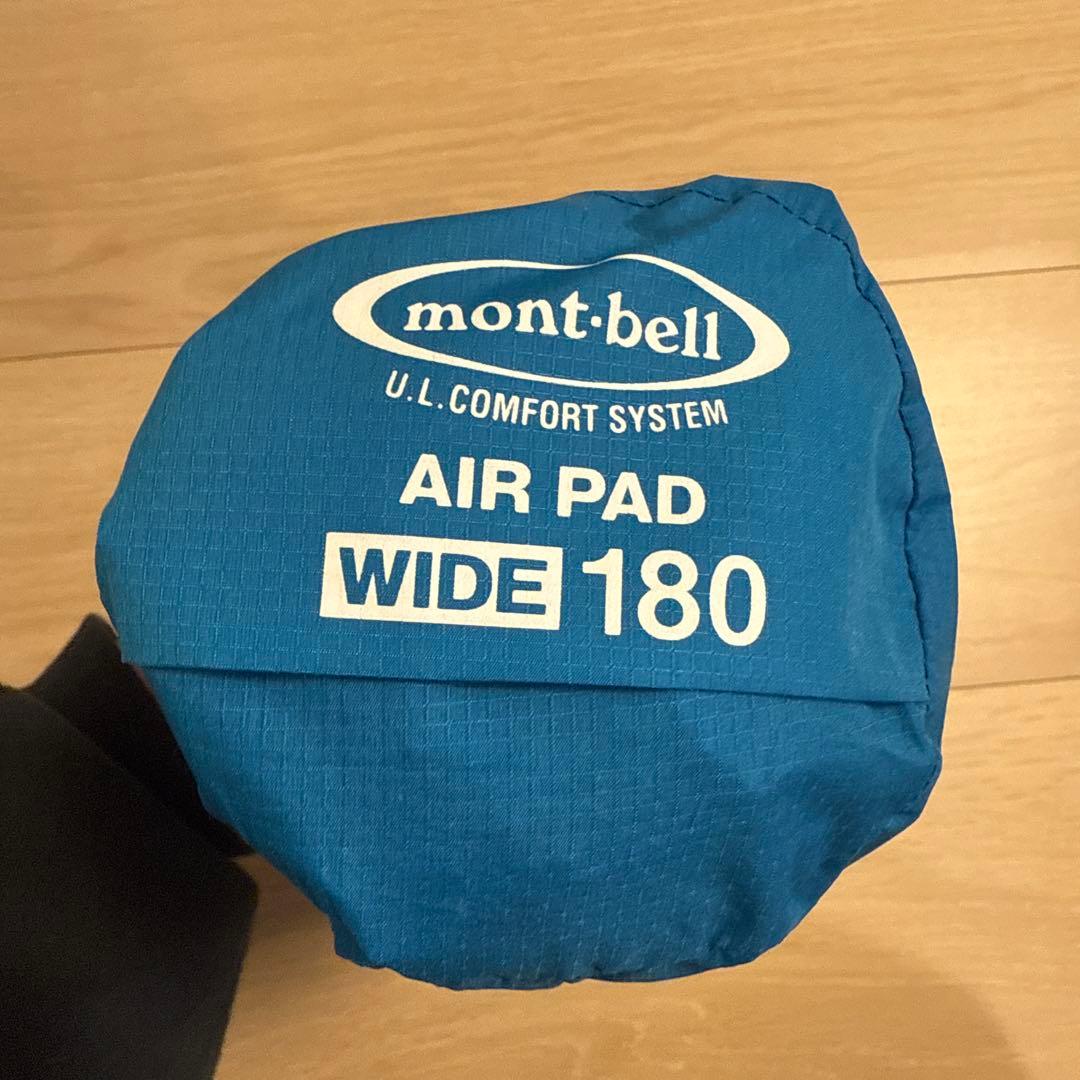 mont·bell
U.L.COMFORT SYSTEM
AIR PAD
WIDE 180